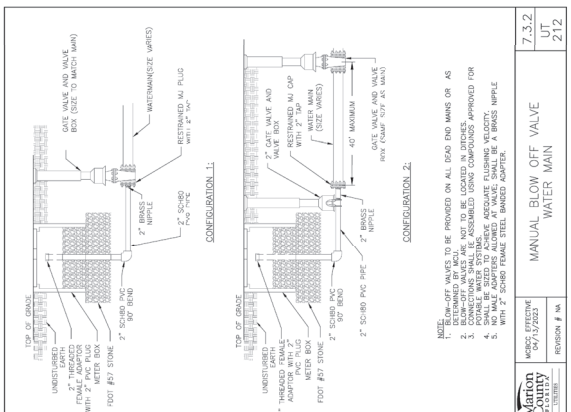 TOP OF GRADE
UNDISTURBED
EARTH
2" THREADED
FEMALE ADAPTOR
WITH 2" PVC PLUG
METER BOX
FDOT #57 STONE
2" SCH80 PVC
90° BEND
GATE VALVE AND VALVE
BOX (SIZE TO MATCH MAIN)
WATERMAIN(SIZE VARIES)
RESTRAINED MJ PLUG
WITH 2" TAP
2" BRASS
NIPPLE
2" SCH80
PVC PIPE
CONFIGURATION 1:
TOP OF GRADE
UNDISTURBED
EARTH
" THREADED FEMALE
ADAPTOR WITH 2"
PVC PLUG
METER BOX
FDOT #57 STONE
2" SCH80 PVC
90° BEND
2" SCH80 PVC PIPE
2" BRASS
NIPPLE
2" GATE VALVE AND
VALVE BOX
RESTRAINED MJ CAP
WITH 2" TAP
WATER MAIN
(SIZE VARIES)
40' MAXIMUM
GATE VALVE AND VALVE
BOX (SAME SIZE AS MAIN)
CONFIGURATION 2:
NOTE:
1. BLOW-OFF VALVES TO BE PROVIDED ON ALL DEAD END MAINS OR AS
DETERMINED BY MCU.
2. BLOW-OFF VALVES ARE NOT TO BE LOCATED IN DITCHES.
3. CONNECTIONS SHALL BE ASSEMBLED USING COMPOUNDS APPROVED FOR
POTABLE WATER SYSTEMS.
4. SHALL BE SIZED TO ACHIEVE ADEQUATE FLUSHING VELOCITY.
5. NO MALE ADAPTERS ALLOWED AT VALVE; SHALL BE A BRASS NIPPLE
WITH 2" SCH80 FEMALE STEEL BANDED ADAPTER.
Marion
County
FLORIDA
UTILITIES
MCBCC EFFECTIVE
04/13/2023
REVISION # NA
MANUAL BLOW OFF VALVE
WATER MAIN
7.3.2
UT
212